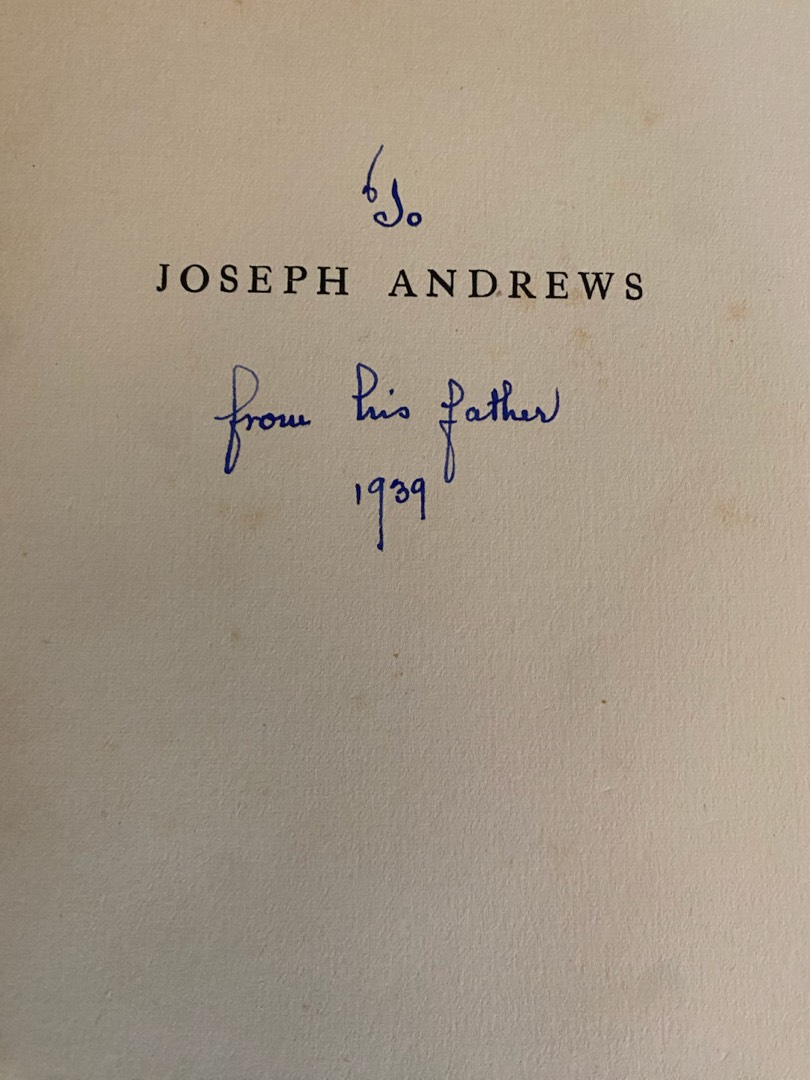 To
JOSEPH ANDREWS
from his father
1939